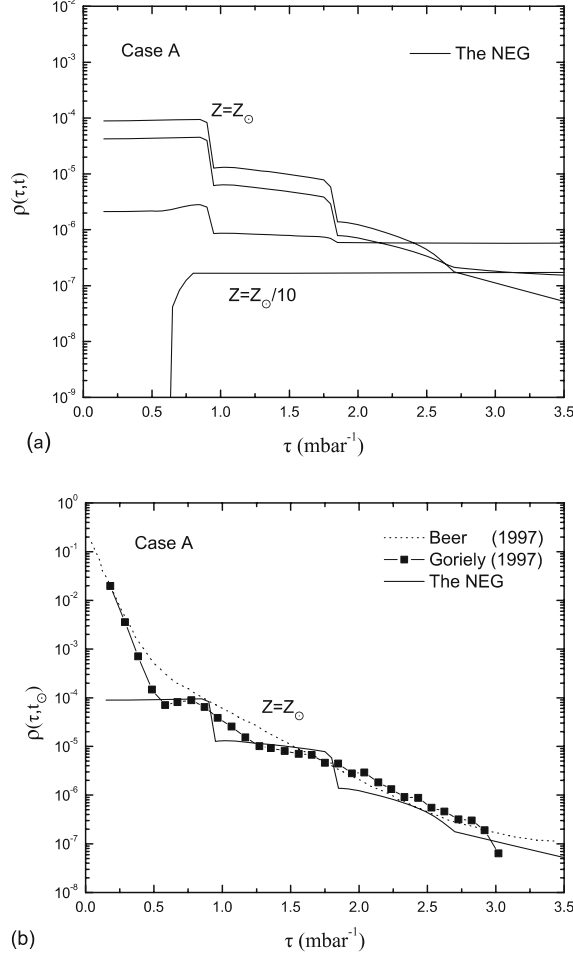 10^-2
10^-3
10^-4
10^-5
10^-6
10^-7
10^-8
10^-9
ρ(τ,t)
Case A
The NEG
Z=Z☉
Z=Z☉/10
0.0 0.5 1.0 1.5 2.0 2.5 3.0 3.5
(a)
τ (mbar^-1)
10^0
10^-1
10^-2
10^-3
10^-4
10^-5
10^-6
10^-7
10^-8
ρ(τ,t☉)
Case A
Beer (1997)
Goriely (1997)
The NEG
Z=Z☉
0.0 0.5 1.0 1.5 2.0 2.5 3.0 3.5
(b)
τ (mbar^-1)